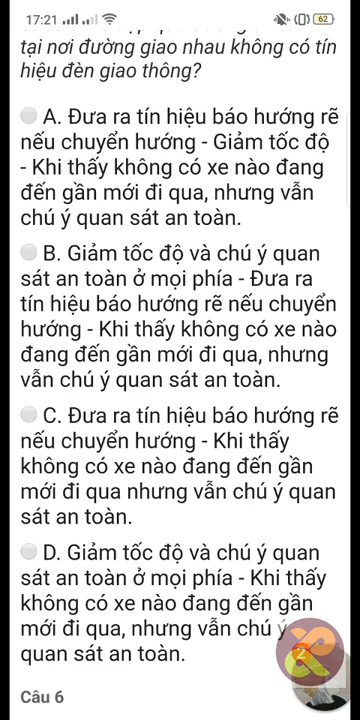 17:21
62
tại nơi đường giao nhau không có tín
hiệu đèn giao thông?
A. Đưa ra tín hiệu báo hướng rẽ
nếu chuyển hướng - Giảm tốc độ
- Khi thấy không có xe nào đang
đến gần mới đi qua, nhưng vẫn
chú ý quan sát an toàn.
B. Giảm tốc độ và chú ý quan
sát an toàn ở mọi phía - Đưa ra
tín hiệu báo hướng rẽ nếu chuyển
hướng - Khi thấy không có xe nào
đang đến gần mới đi qua, nhưng
vẫn chú ý quan sát an toàn.
C. Đưa ra tín hiệu báo hướng rẽ
nếu chuyển hướng - Khi thấy
không có xe nào đang đến gần
mới đi qua nhưng vẫn chú ý quan
sát an toàn.
D. Giảm tốc độ và chú ý quan
sát an toàn ở mọi phía - Khi thấy
không có xe nào đang đến gần
mới đi qua, nhưng vẫn chú ý
quan sát an toàn.
2
Câu 6